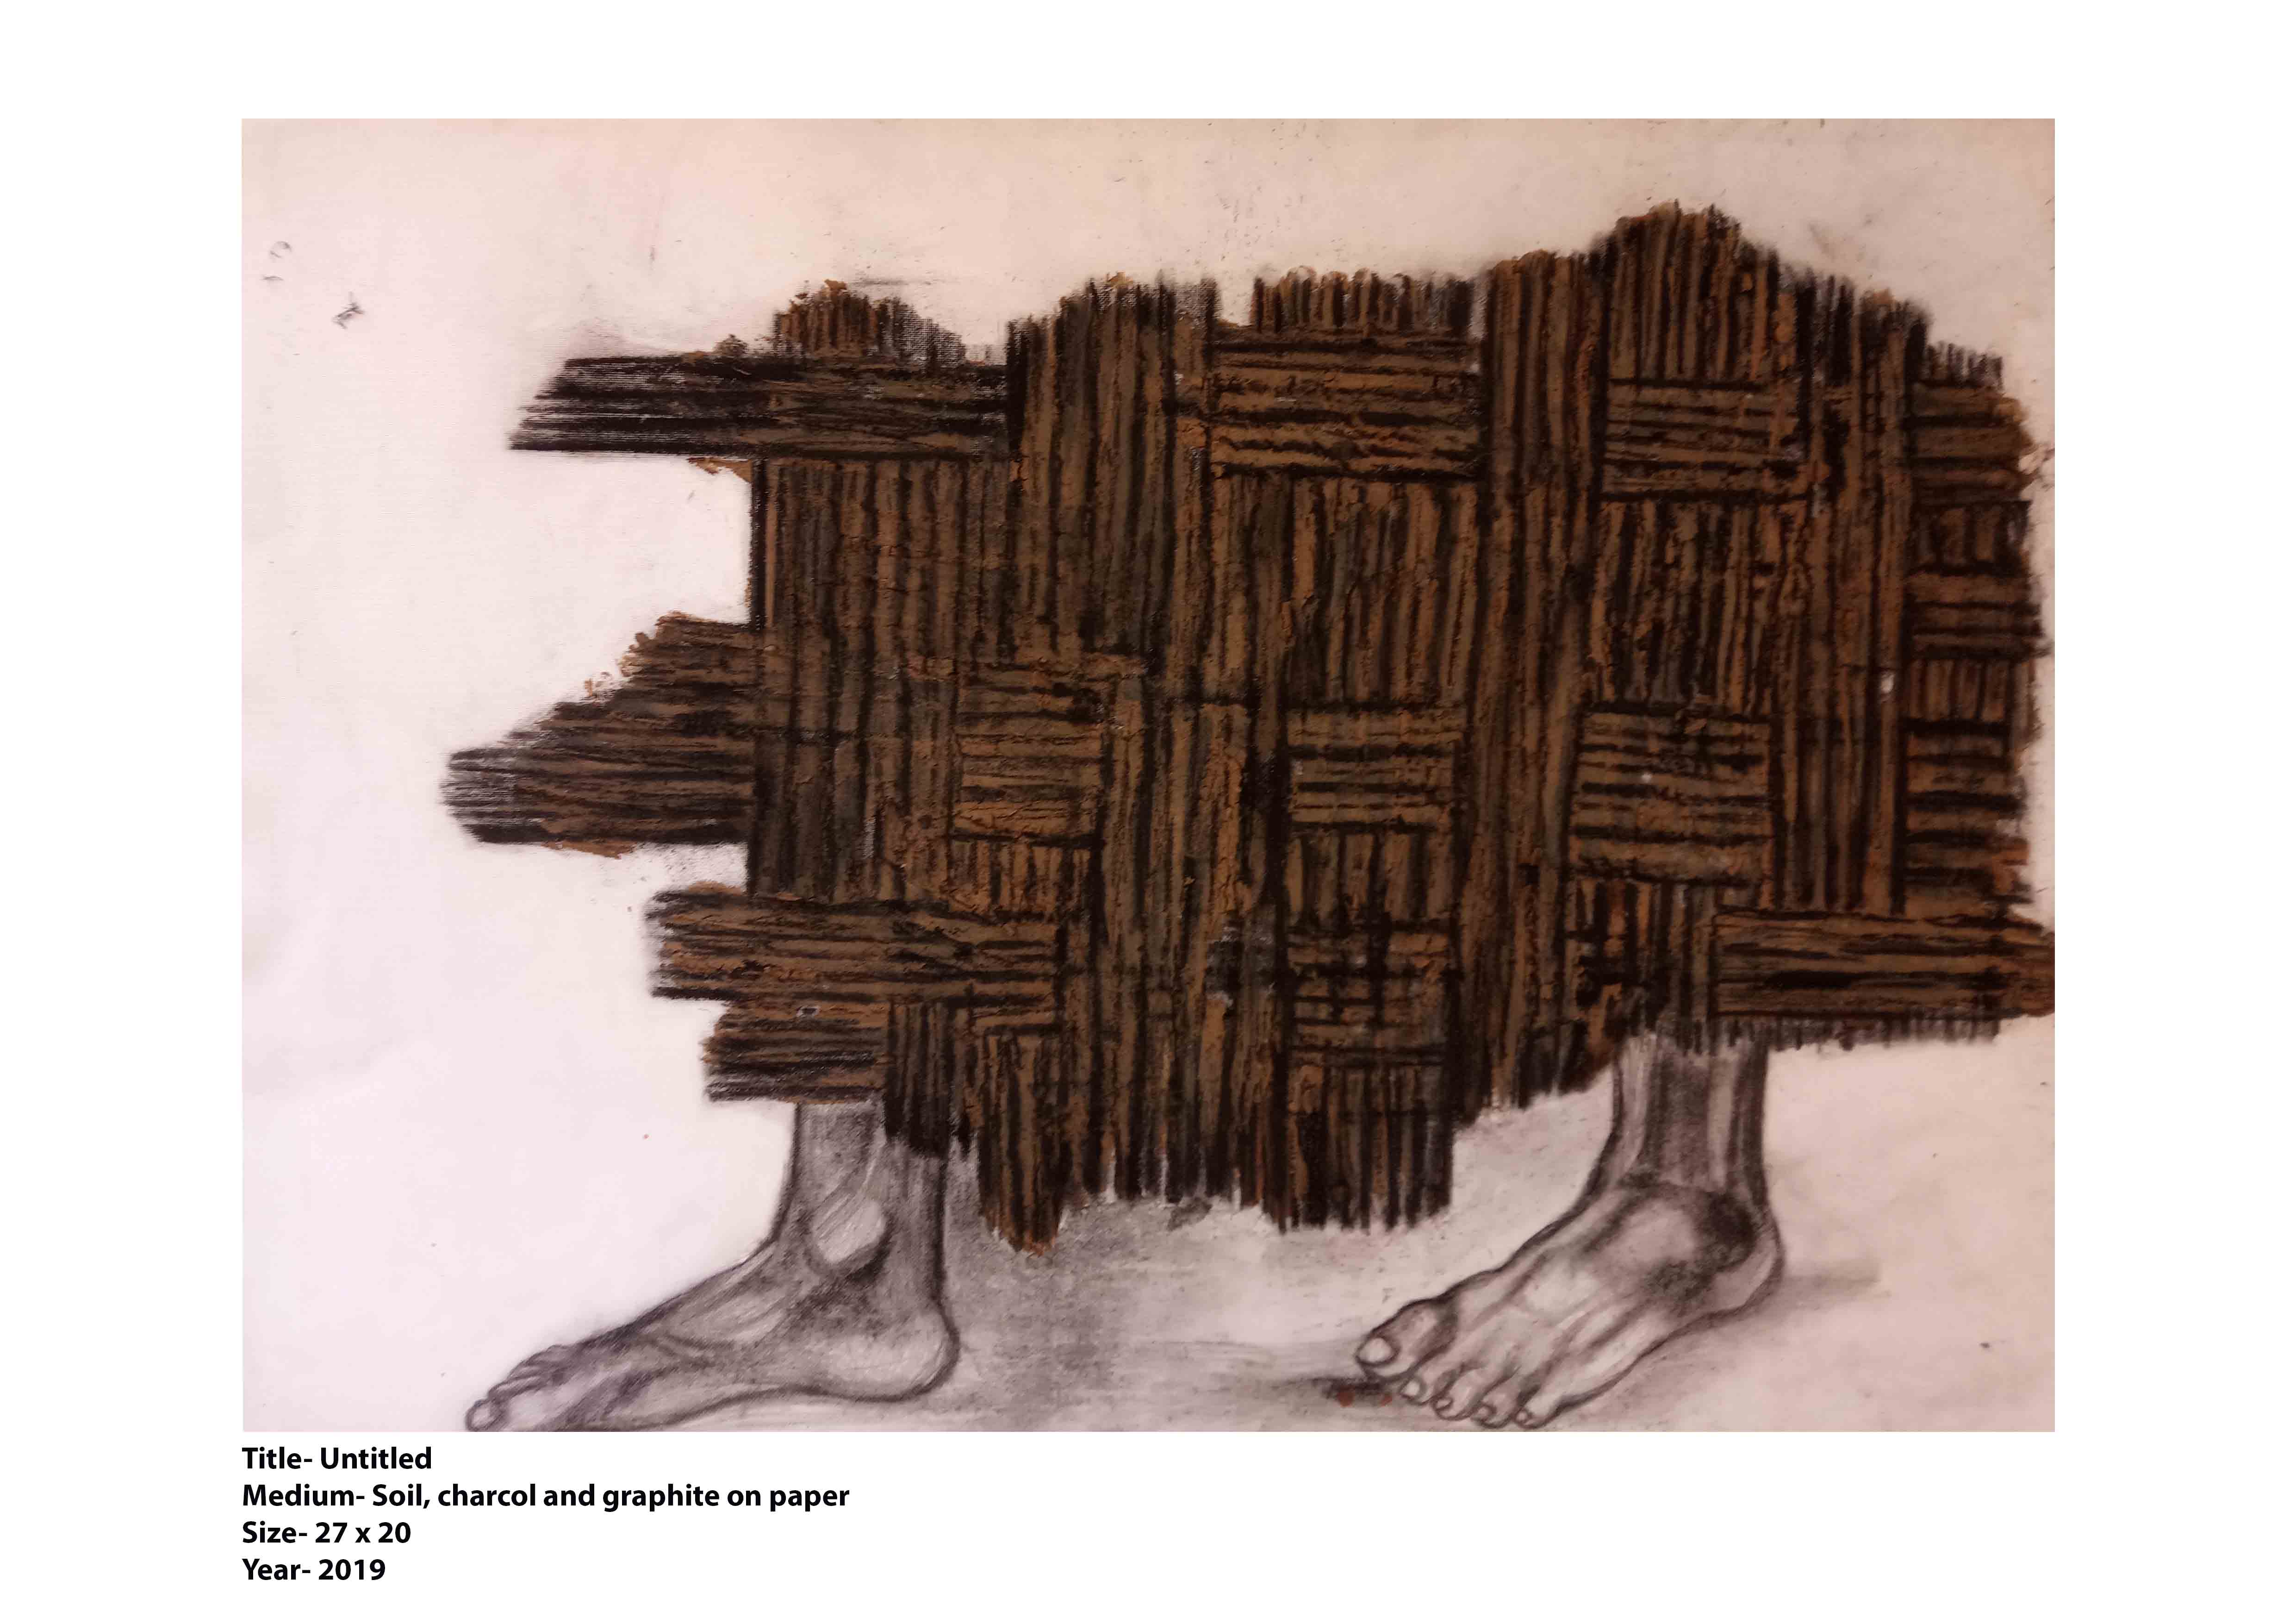 Title- Untitled
Medium- Soil, charcol and graphite on paper
Size- 27 x 20
Year- 2019